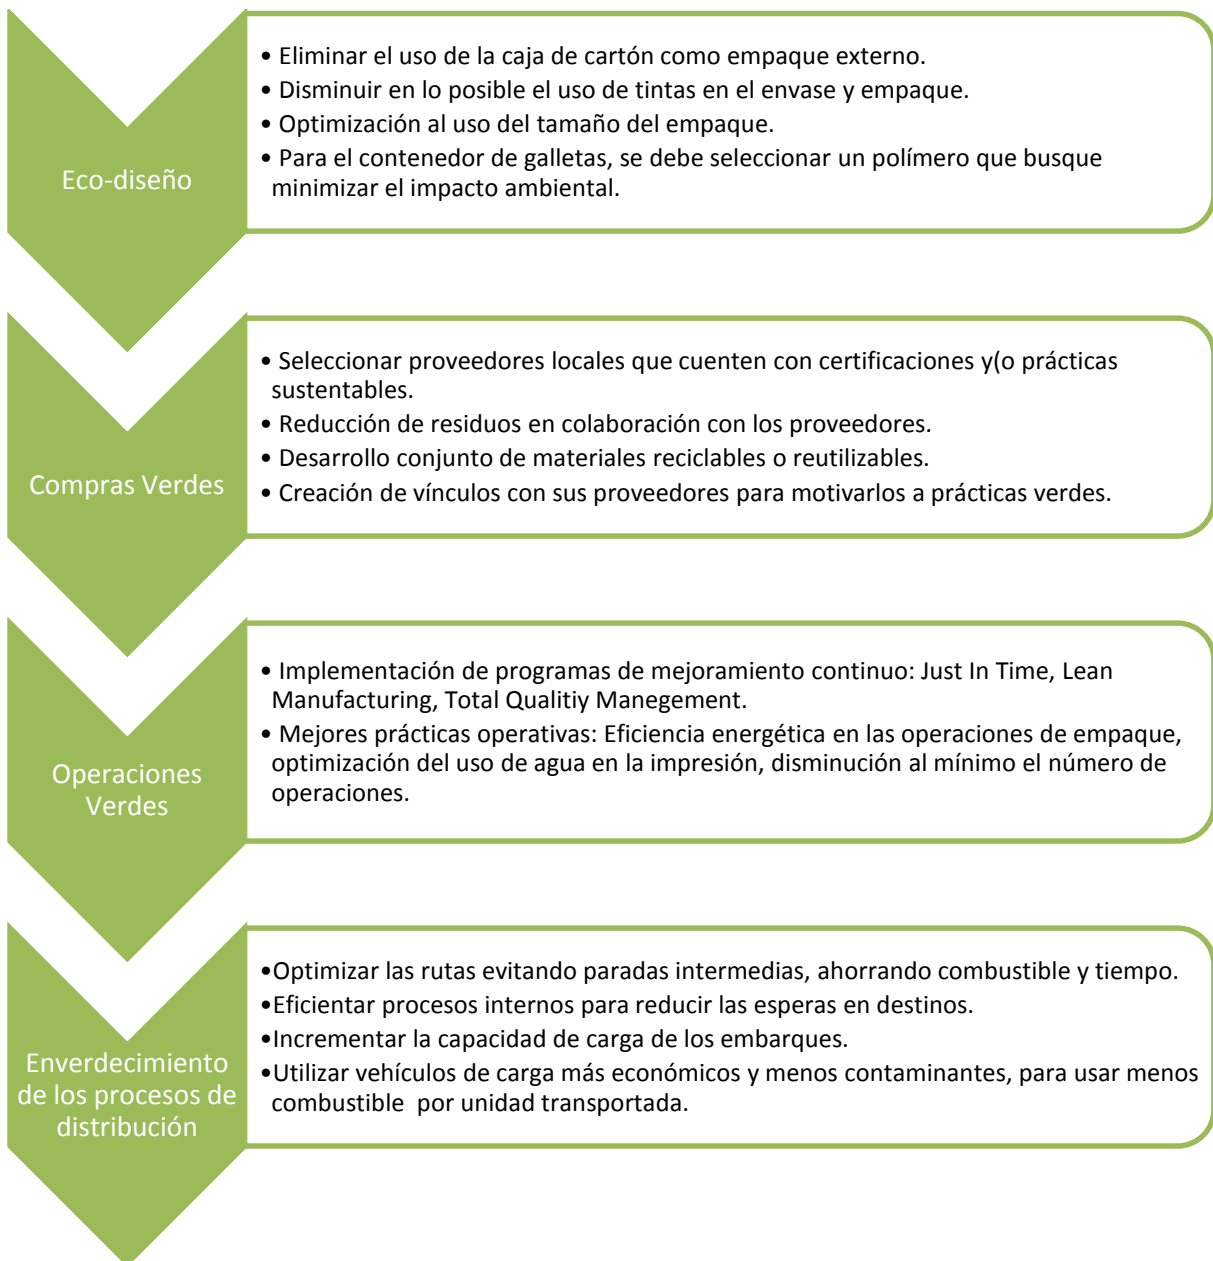 Eco-diseño
• Eliminar el uso de la caja de cartón como empaque externo.
• Disminuir en lo posible el uso de tintas en el envase y empaque.
• Optimización al uso del tamaño del empaque.
• Para el contenedor de galletas, se debe seleccionar un polímero que busque
minimizar el impacto ambiental.
Compras Verdes
• Seleccionar proveedores locales que cuenten con certificaciones y(o prácticas
sustentables.
• Reducción de residuos en colaboración con los proveedores.
• Desarrollo conjunto de materiales reciclables o reutilizables.
• Creación de vínculos con sus proveedores para motivarlos a prácticas verdes.
Operaciones
Verdes
• Implementación de programas de mejoramiento continuo: Just In Time, Lean
Manufacturing, Total Qualitiy Manegement.
• Mejores prácticas operativas: Eficiencia energética en las operaciones de empaque,
optimización del uso de agua en la impresión, disminución al mínimo el número de
operaciones.
Enverdecimiento
de los procesos de
distribución
•Optimizar las rutas evitando paradas intermedias, ahorrando combustible y tiempo.
•Eficientar procesos internos para reducir las esperas en destinos.
•Incrementar la capacidad de carga de los embarques.
•Utilizar vehículos de carga más económicos y menos contaminantes, para usar menos
combustible por unidad transportada.